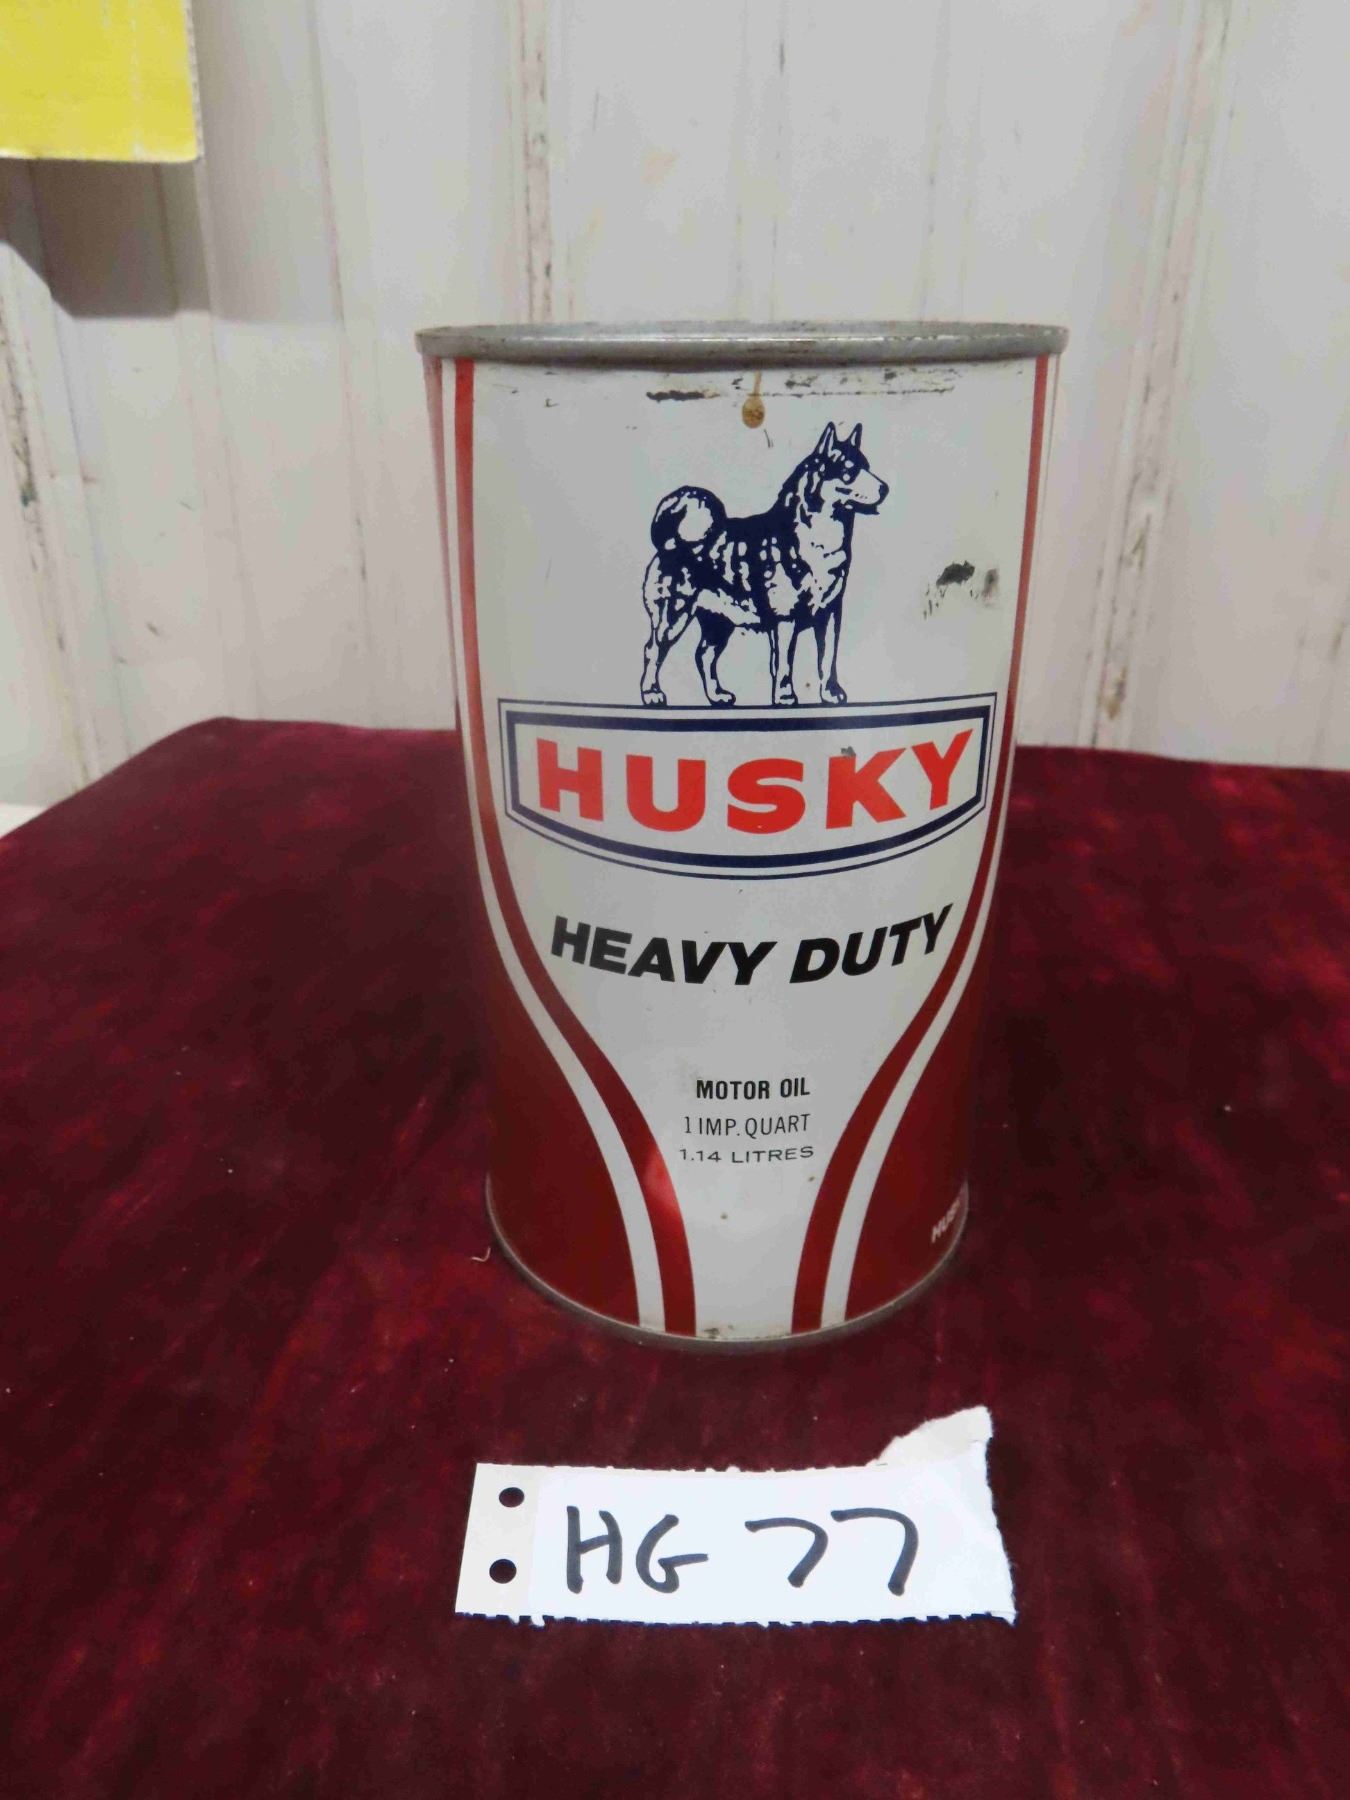 HUSKY
HEAVY DUTY
MOTOR OIL
1 IMP. QUART
1.14 LITRES
HG 77